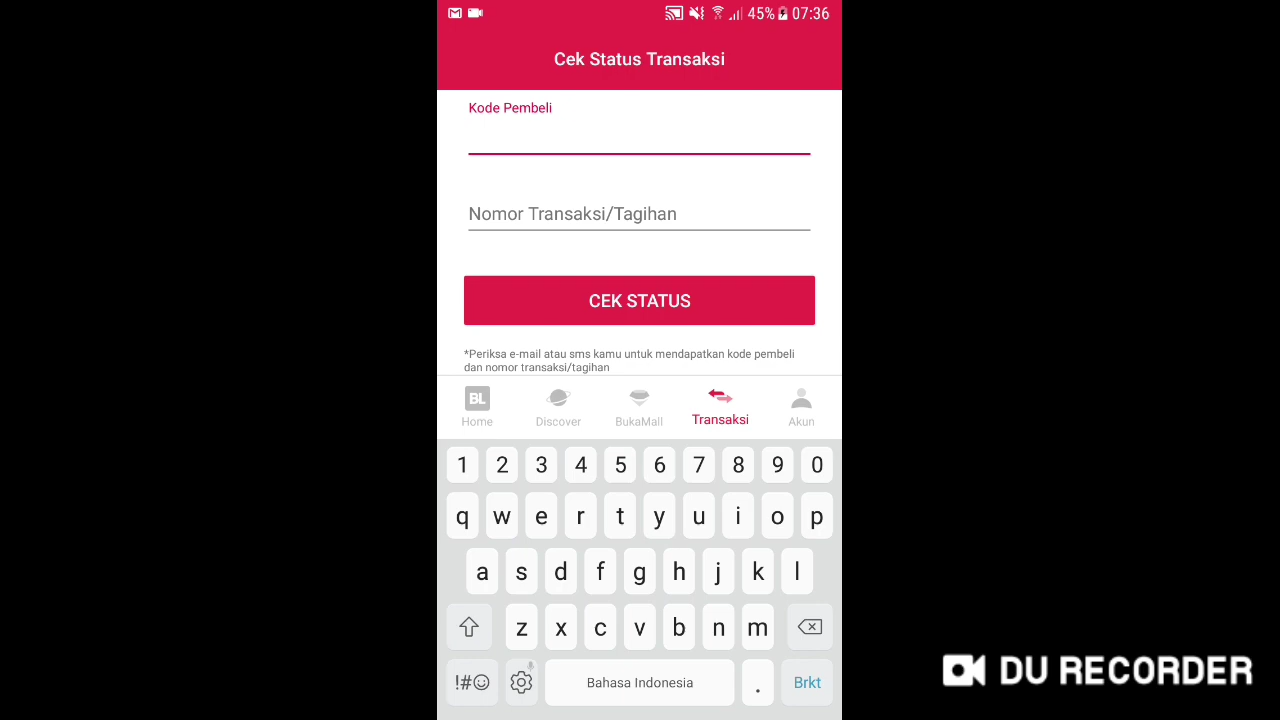 45% 07:36
Cek Status Transaksi
Kode Pembeli
Nomor Transaksi/Tagihan
CEK STATUS
*Periksa e-mail atau sms kamu untuk mendapatkan kode pembeli
dan nomor transaksi/tagihan
BL
Home Discover BukaMall Transaksi Akun
1 2 3 4 5 6 7 8 9 0
q w e r t y u i o p
a s d f g h j k l
z x c v b n m
!#☺ Bahasa Indonesia . Brkt
DU RECORDER